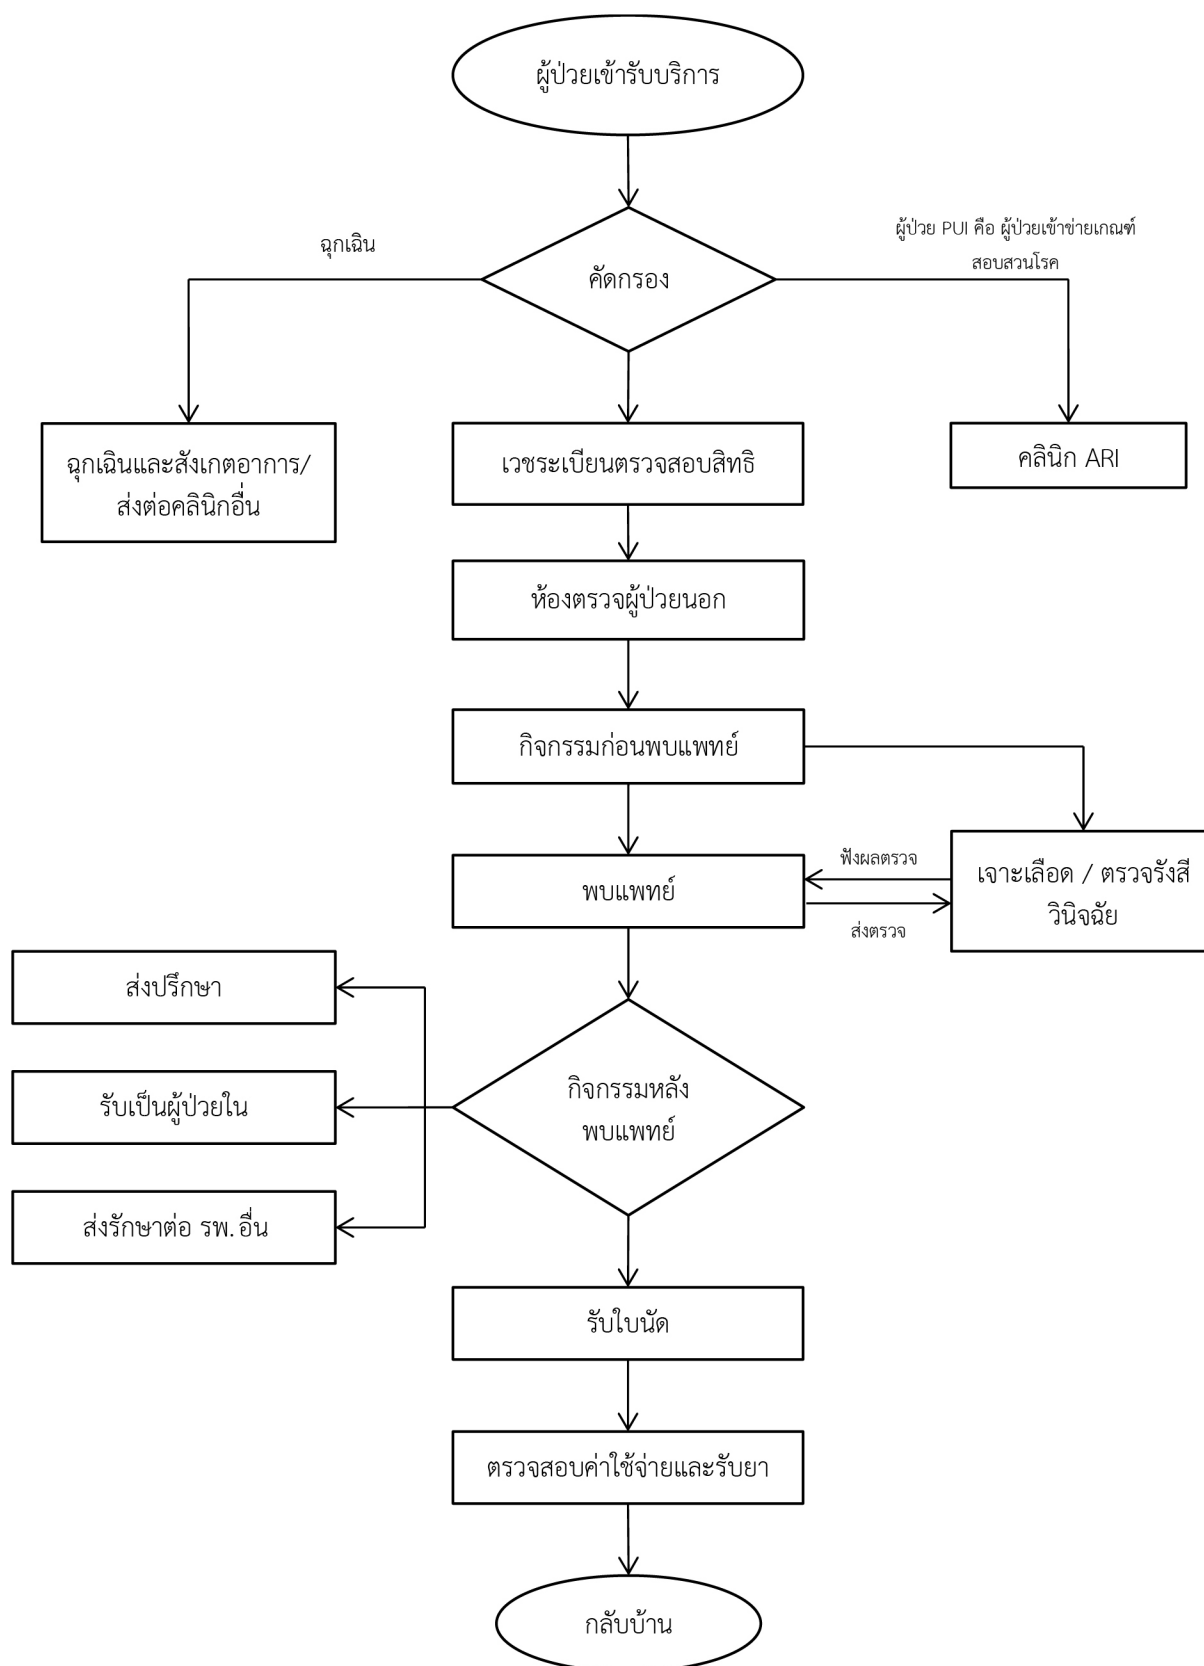 ผู้ป่วยเข้ารับบริการ
ฉุกเฉิน
ผู้ป่วย PUI คือ ผู้ป่วยเข้าข่ายเกณฑ์
สอบสวนโรค
คัดกรอง
ฉุกเฉินและสังเกตอาการ/
ส่งต่อคลินิกอื่น
เวชระเบียนตรวจสอบสิทธิ
คลินิก ARI
ห้องตรวจผู้ป่วยนอก
กิจกรรมก่อนพบแพทย์
พบแพทย์
ฟังผลตรวจ
ส่งตรวจ
เจาะเลือด / ตรวจรังสี
วินิจฉัย
ส่งปรึกษา
รับเป็นผู้ป่วยใน
ส่งรักษาต่อ รพ.อื่น
กิจกรรมหลัง
พบแพทย์
รับใบนัด
ตรวจสอบค่าใช้จ่ายและรับยา
กลับบ้าน